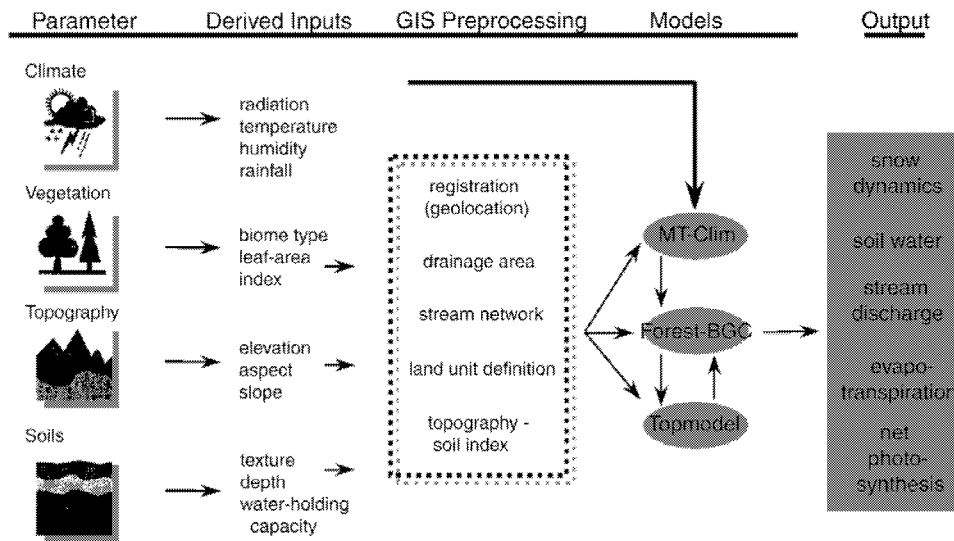 Parameter
Derived Inputs
GIS Preprocessing
Models
Output
Climate
radiation
temperature
humidity
rainfall
Vegetation
biome type
leaf-area
index
Topography
elevation
aspect
slope
Soils
texture
depth
water-holding
capacity
registration
(geolocation)
drainage area
stream network
land unit definition
topography -
soil index
MT-Clim
Forest-BGC
Topmodel
snow
dynamics
soil water
stream
discharge
evapo-
transpiration
net
photo-
synthesis